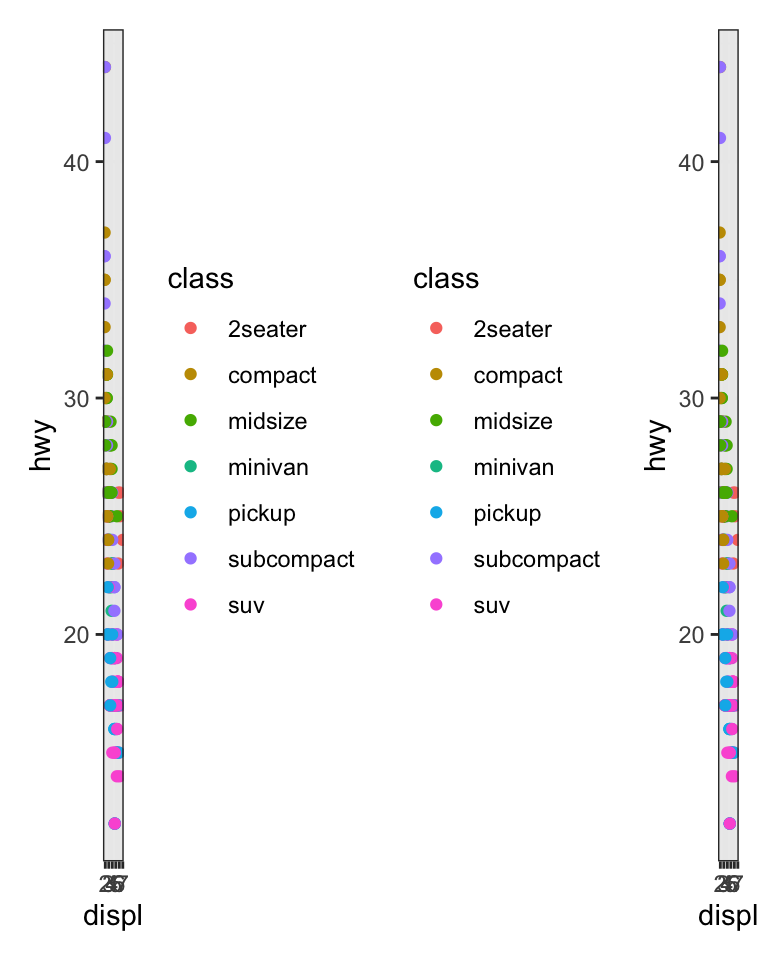 40
30
20
hwy
displ
class
2seater
compact
midsize
minivan
pickup
subcompact
suv
class
2seater
compact
midsize
minivan
pickup
subcompact
suv
40
30
20
hwy
displ